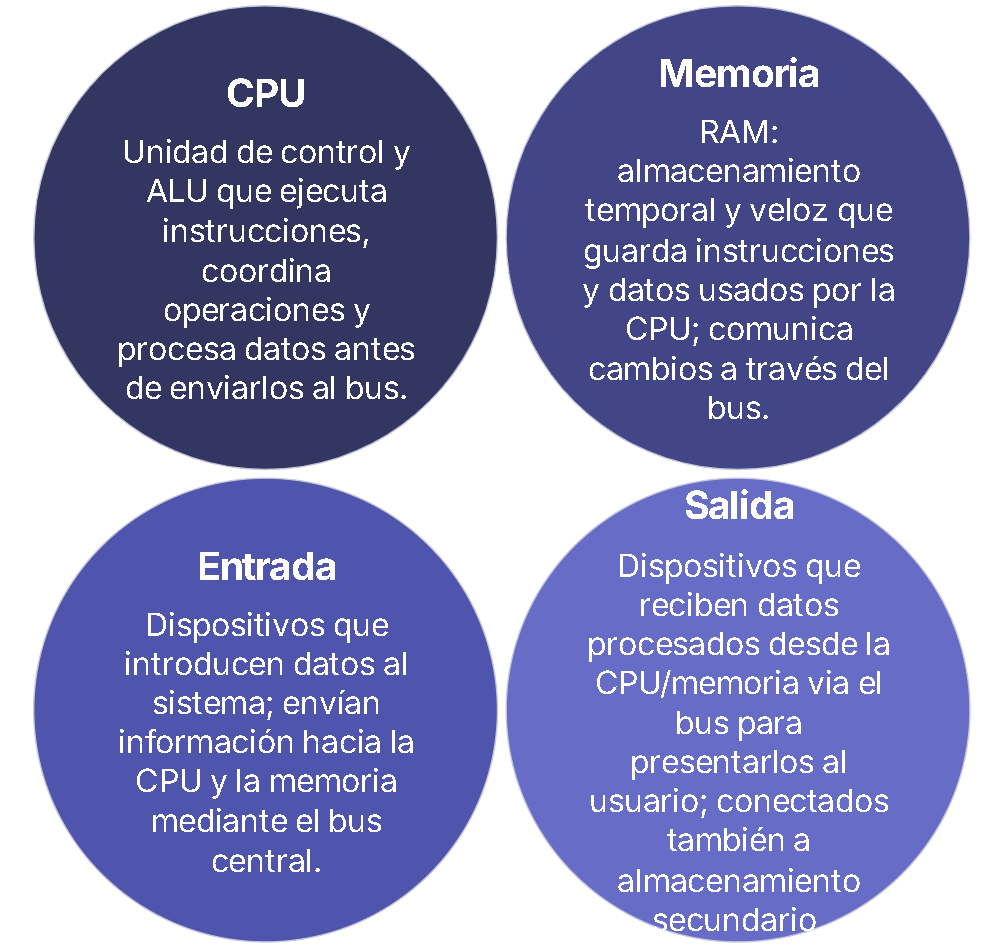 CPU
Unidad de control y
ALU que ejecuta
instrucciones,
coordina
operaciones y
procesa datos antes
de enviarlos al bus.
Memoria
RAM:
almacenamiento
temporal y veloz que
guarda instrucciones
y datos usados por la
CPU; comunica
cambios a través del
bus.
Entrada
Dispositivos que
introducen datos al
sistema; envían
información hacia la
CPU y la memoria
mediante el bus
central.
Salida
Dispositivos que
reciben datos
procesados desde la
CPU/memoria via el
bus para
presentarlos al
usuario; conectados
también a
almacenamiento
secundario